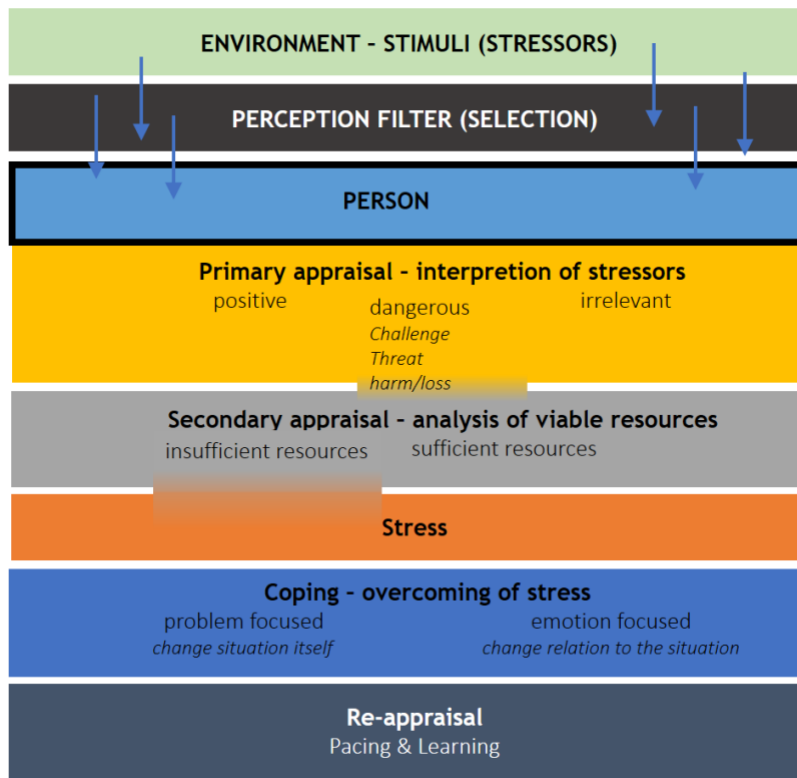 ENVIRONMENT – STIMULI (STRESSORS)
PERCEPTION FILTER (SELECTION)
PERSON
Primary appraisal – interpretion of stressors
positive
dangerous
irrelevant
Challenge
Threat
harm/loss
Secondary appraisal – analysis of viable resources
insufficient resources
sufficient resources
Stress
Coping – overcoming of stress
problem focused
emotion focused
change situation itself
change relation to the situation
Re-appraisal
Pacing & Learning